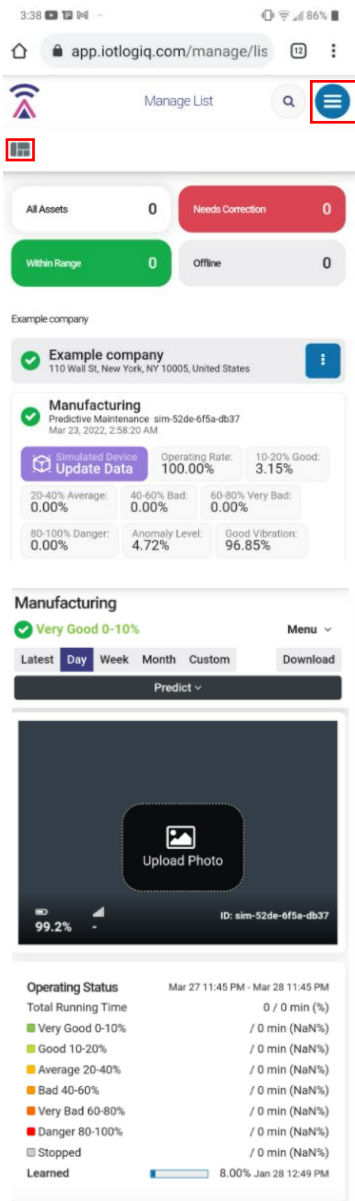 3:38 86%
app.iotlogiq.com/manage/lis 12
Manage List
All Assets 0 Needs Correction 0
Within Range 0 Offline 0
Example company
Example company
110 Wall St, New York, NY 10005, United States
Manufacturing
Predictive Maintenance sim-52de-6f5a-db37
Mar 23, 2022, 2:58:20 AM
Simulated Device Operating Rate: 10-20% Good:
Update Data 100.00% 3.15%
20-40% Average: 40-60% Bad: 60-80% Very Bad:
0.00% 0.00% 0.00%
80-100% Danger: Anomaly Level: Good Vibration:
0.00% 4.72% 96.85%
Manufacturing
Very Good 0-10% Menu
Latest Day Week Month Custom Download
Predict
Upload Photo
99.2% - ID: sim-52de-6f5a-db37
Operating Status Mar 27 11:45 PM - Mar 28 11:45 PM
Total Running Time 0 / 0 min (%)
Very Good 0-10% / 0 min (NaN%)
Good 10-20% / 0 min (NaN%)
Average 20-40% / 0 min (NaN%)
Bad 40-60% / 0 min (NaN%)
Very Bad 60-80% / 0 min (NaN%)
Danger 80-100% / 0 min (NaN%)
Stopped / 0 min (NaN%)
Learned 8.00% Jan 28 12:49 PM